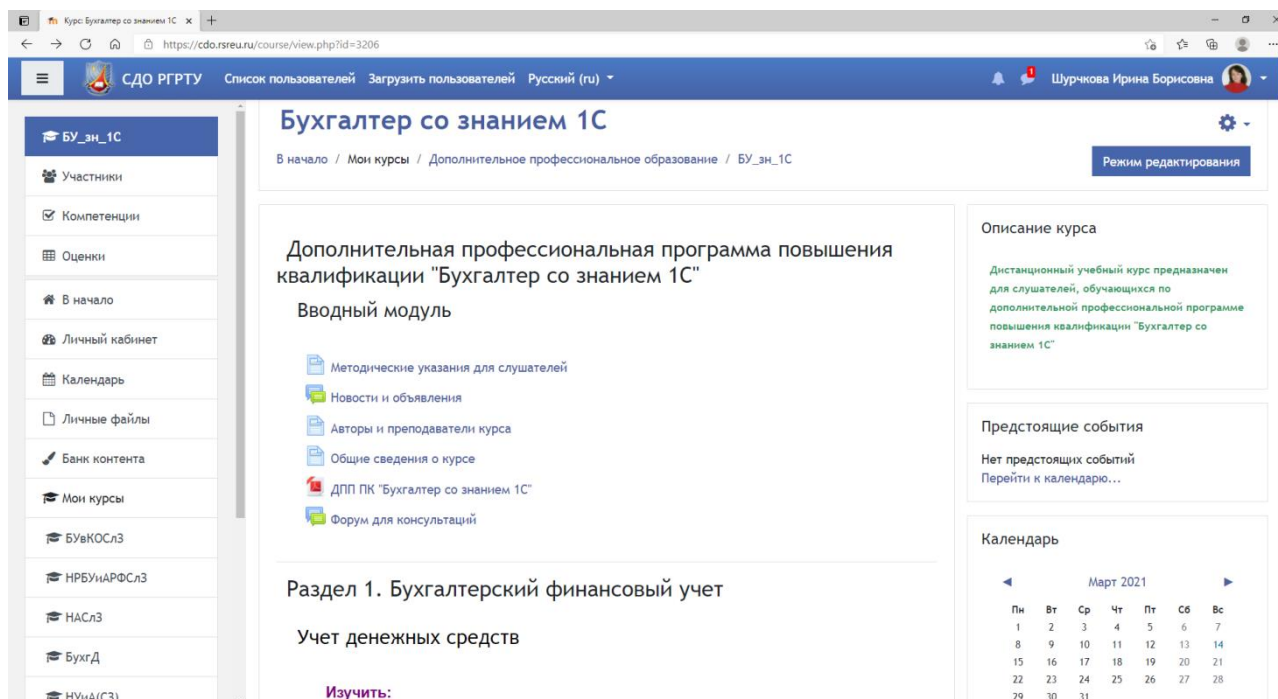 Курс: Бухгалтер со знанием 1С
https://cdo.rsreu.ru/course/view.php?id=3206
СДО РГРТУ Список пользователей Загрузить пользователей Русский (ru) 1 Шурчкова Ирина Борисовна
БУ_зн_1С
Участники
Компетенции
Оценки
В начало
Личный кабинет
Календарь
Личные файлы
Банк контента
Мои курсы
БУвКОСлЗ
НРБУиАРФСлЗ
НАСлЗ
БухгД
НУиА(СЗ)
Бухгалтер со знанием 1С
В начало / Мои курсы / Дополнительное профессиональное образование / БУ_зн_1С
Режим редактирования
Дополнительная профессиональная программа повышения
квалификации "Бухгалтер со знанием 1С"
Вводный модуль
Методические указания для слушателей
Новости и объявления
Авторы и преподаватели курса
Общие сведения о курсе
ДПП ПК "Бухгалтер со знанием 1С"
Форум для консультаций
Раздел 1. Бухгалтерский финансовый учет
Учет денежных средств
Изучить:
Описание курса
Дистанционный учебный курс предназначен
для слушателей, обучающихся по
дополнительной профессиональной программе
повышения квалификации "Бухгалтер со
знанием 1С"
Предстоящие события
Нет предстоящих событий
Перейти к календарю...
Календарь
Март 2021
Пн Вт Ср Чт Пт Сб Вс
1 2 3 4 5 6 7
8 9 10 11 12 13 14
15 16 17 18 19 20 21
22 23 24 25 26 27 28
29 30 31